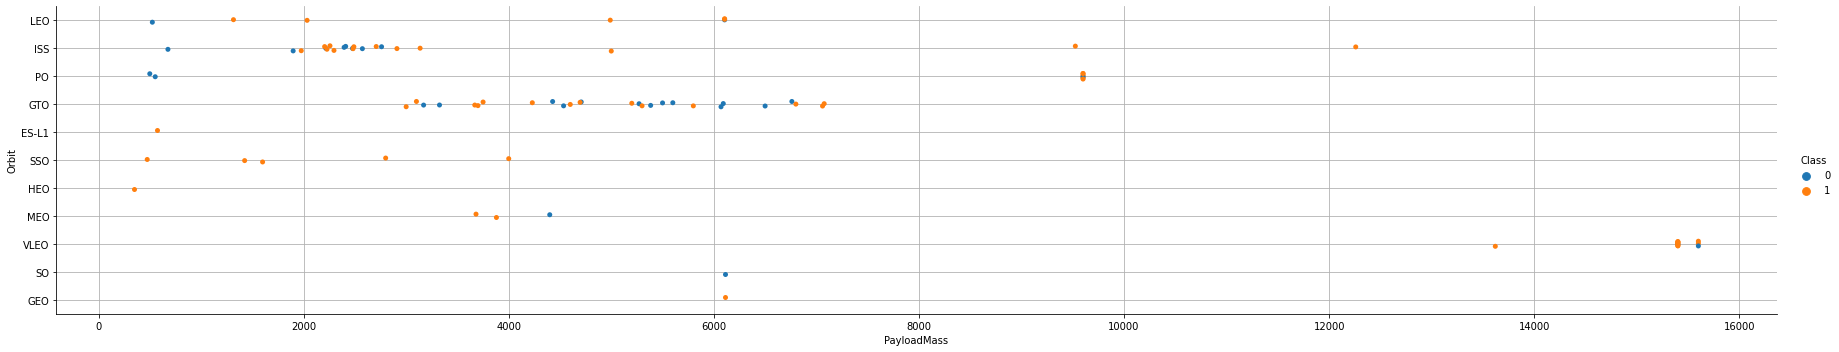 LEO
ISS
PO
GTO
ES-L1
SSO
HEO
MEO
VLEO
SO
GEO
Orbit
0 2000 4000 6000 8000 10000 12000 14000 16000
PayloadMass
Class
0
1